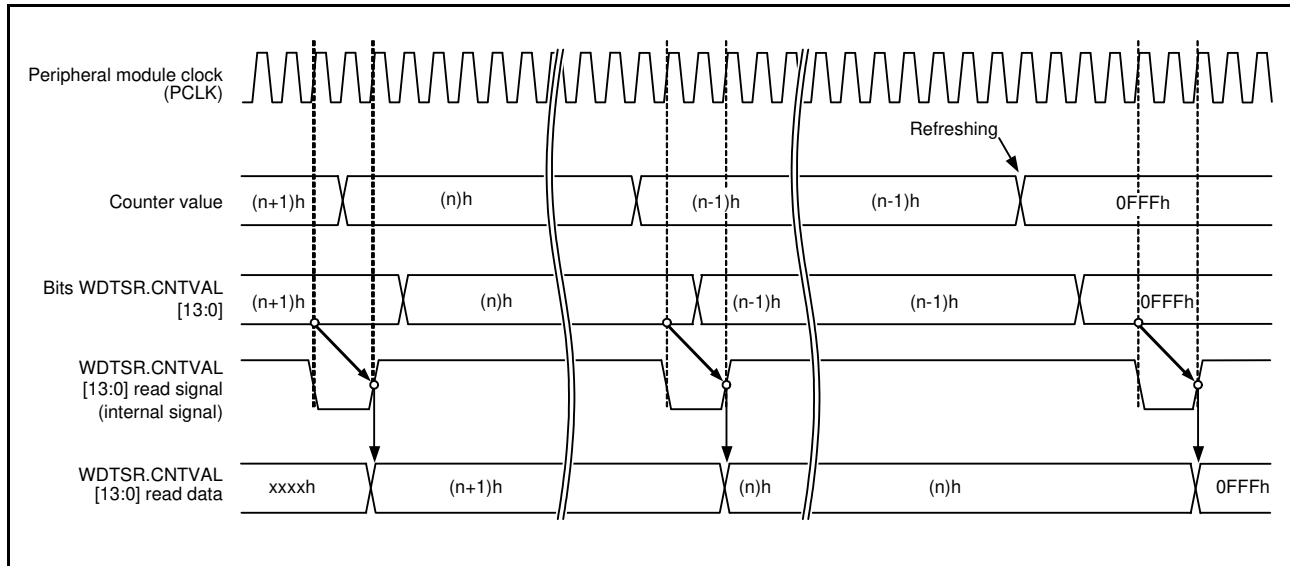 Peripheral module clock
(PCLK)
Refreshing
Counter value
(n+1)h
(n)h
(n-1)h
(n-1)h
0FFFh
Bits WDTSR.CNTVAL
[13:0]
(n+1)h
(n)h
(n-1)h
(n-1)h
0FFFh
WDTSR.CNTVAL
[13:0] read signal
(internal signal)
WDTSR.CNTVAL
[13:0] read data
xxxxh
(n+1)h
(n)h
(n)h
0FFFh